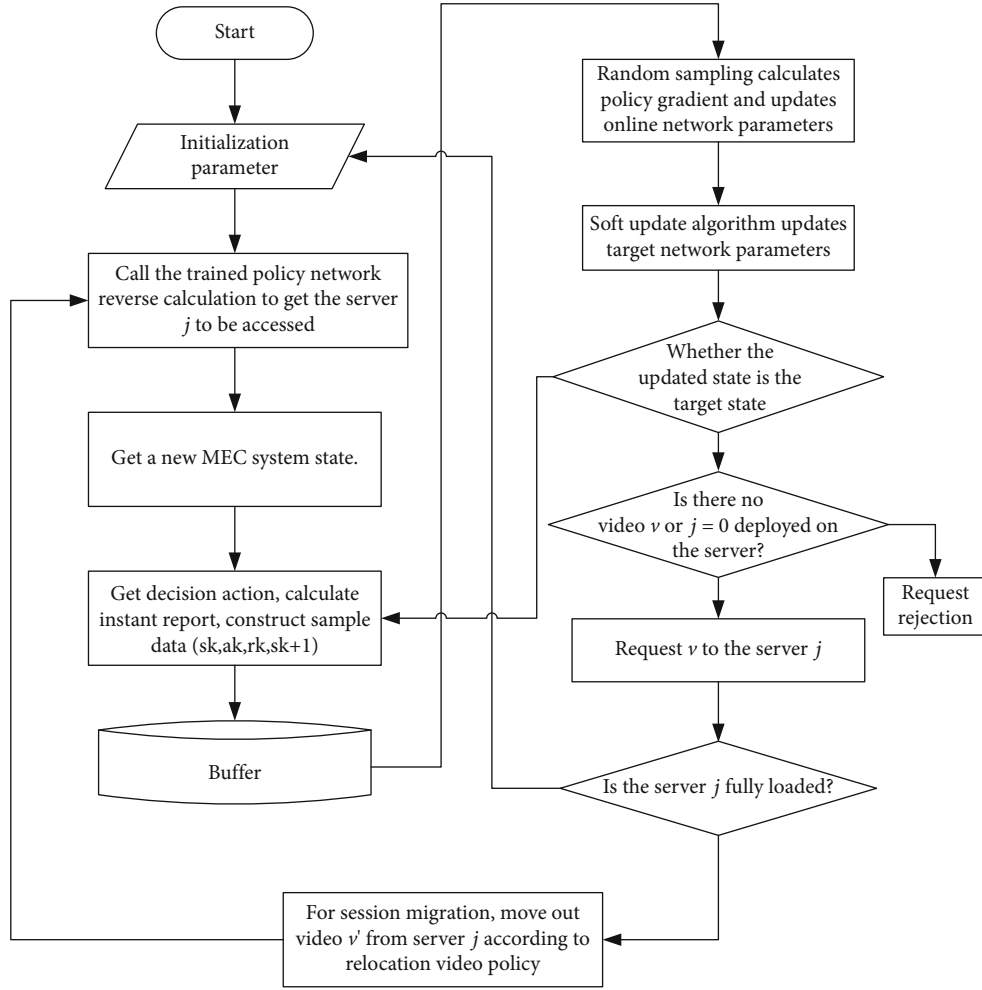 Start
Initialization
parameter
Call the trained policy network
reverse calculation to get the server
j to be accessed
Get a new MEC system state.
Get decision action, calculate
instant report, construct sample
data (sk,ak,rk,sk+1)
Buffer
Random sampling calculates
policy gradient and updates
online network parameters
Soft update algorithm updates
target network parameters
Whether the
updated state is the
target state
Is there no
video v or j = 0 deployed on
the server?
Request
rejection
Request v to the server j
Is the server j fully loaded?
For session migration, move out
video v' from server j according to
relocation video policy